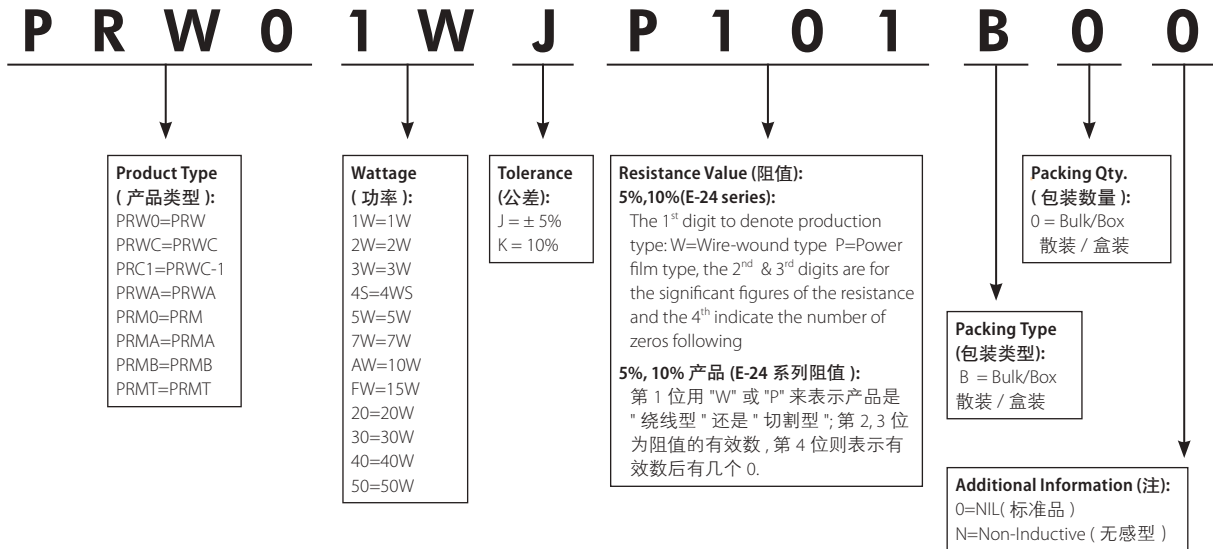 P R W 0 1 W J P 1 0 1 B 0 0
Product Type
( 产品类型 ):
PRW0=PRW
PRWC=PRWC
PRC1=PRWC-1
PRWA=PRWA
PRM0=PRM
PRMA=PRMA
PRMB=PRMB
PRMT=PRMT
Wattage
( 功率 ):
1W=1W
2W=2W
3W=3W
4S=4WS
5W=5W
7W=7W
AW=10W
FW=15W
20=20W
30=30W
40=40W
50=50W
Tolerance
(公差):
J = ± 5%
K = 10%
Resistance Value (阻值):
5%,10%(E-24 series):
The 1st digit to denote production
type: W=Wire-wound type P=Power
film type, the 2nd & 3rd digits are for
the significant figures of the resistance
and the 4th indicate the number of
zeros following
5%, 10% 产品 (E-24 系列阻值 ):
第 1 位用 "W" 或 "P" 来表示产品是
" 绕线型 " 还是 " 切割型 "; 第 2, 3 位
为阻值的有效数 , 第 4 位则表示有
效数后有几个 0.
Packing Type
(包装类型):
B = Bulk/Box
散装 / 盒装
Packing Qty.
( 包装数量 ):
0 = Bulk/Box
散装 / 盒装
Additional Information (注):
0=NIL( 标准品 )
N=Non-Inductive ( 无感型 )